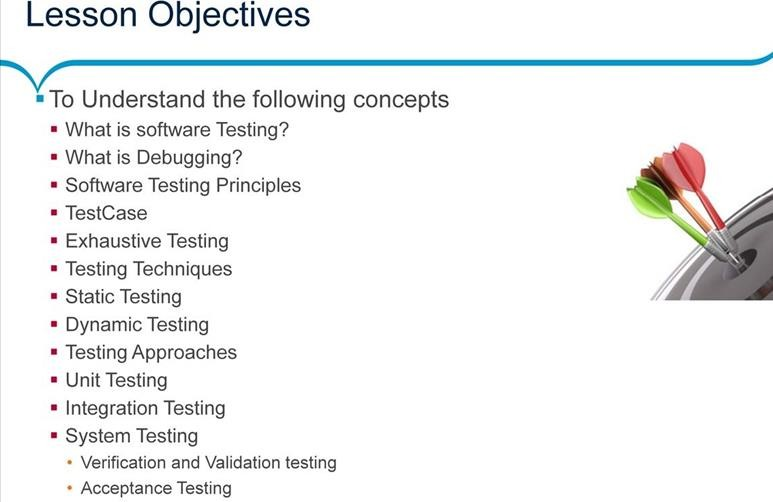 Lesson Objectives
To Understand the following concepts
What is software Testing?
What is Debugging?
Software Testing Principles
TestCase
Exhaustive Testing
Testing Techniques
Static Testing
Dynamic Testing
Testing Approaches
Unit Testing
Integration Testing
System Testing
Verification and Validation testing
Acceptance Testing